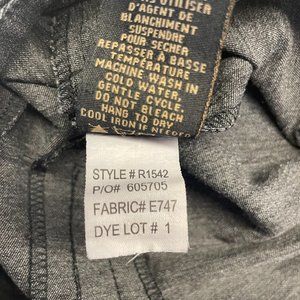 UTILISER
D'AGENT DE
BLANCHIMENT
SUSPENDRE
POUR SECHER
REPASSER A BASSE
TEMPÉRATURE
MACHINE WASH IN
COLD WATER,
GENTLE CYCLE.
DO NOT BLEACH
HANG TO DRY
COOL IRON IF NEEDED
STYLE # R1542
P/O# 605705
FABRIC# E747
DYE LOT # 1